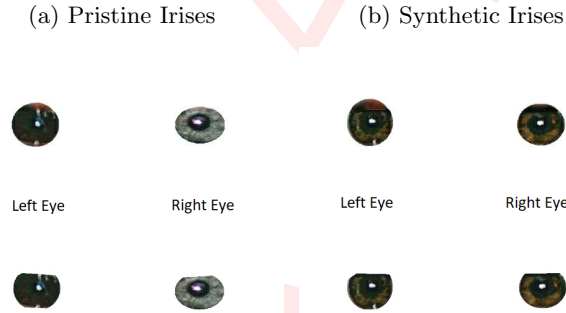 (a) Pristine Irises
(b) Synthetic Irises
Left Eye
Right Eye
Left Eye
Right Eye